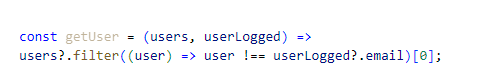 const getUser = (users, userLogged) =>
users?.filter((user) => user !== userLogged?.email)[0];